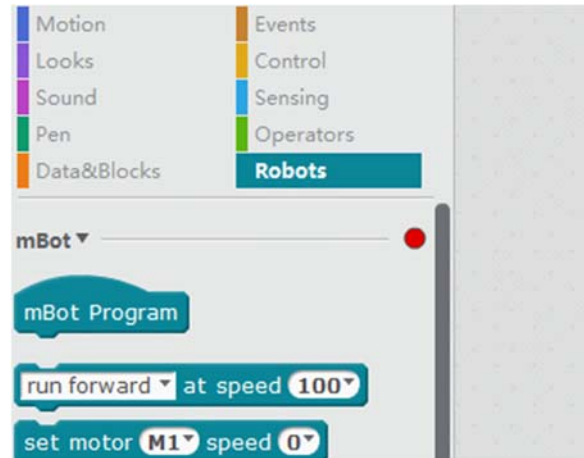 Motion Events
Looks Control
Sound Sensing
Pen Operators
Data&Blocks Robots
mBot
mBot Program
run forward at speed 100
set motor M1 speed 0